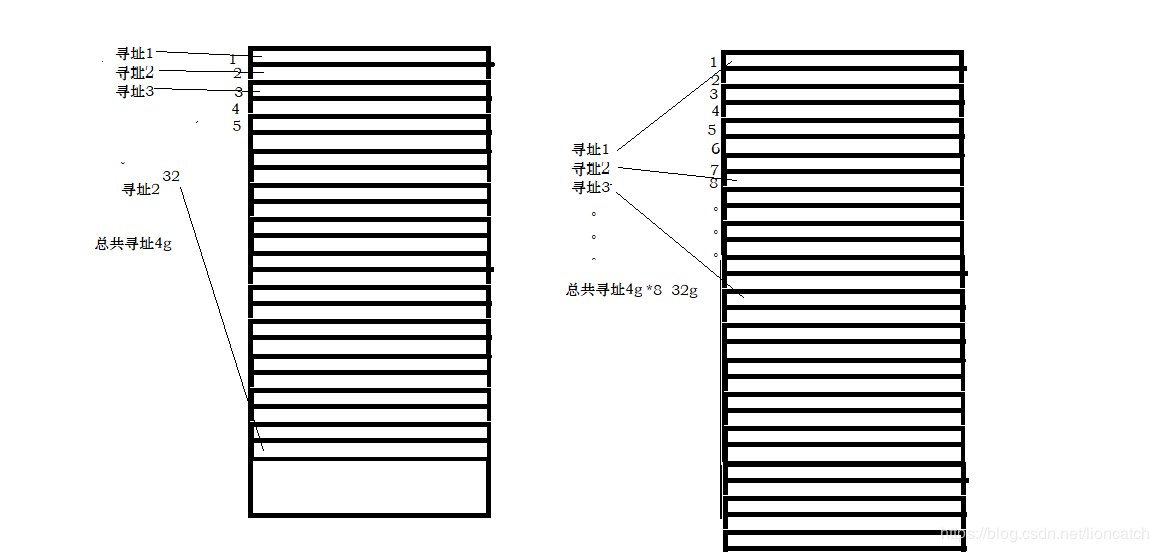 寻址1
寻址2
寻址3
1
2
3
4
5
32
寻址2
总共寻址4g
1
2
3
4
5
6
7
8
寻址1
寻址2
寻址3
。
。
。
。
。
。
总共寻址4g*8 32g
https://blog.csdn.net/lioncatch